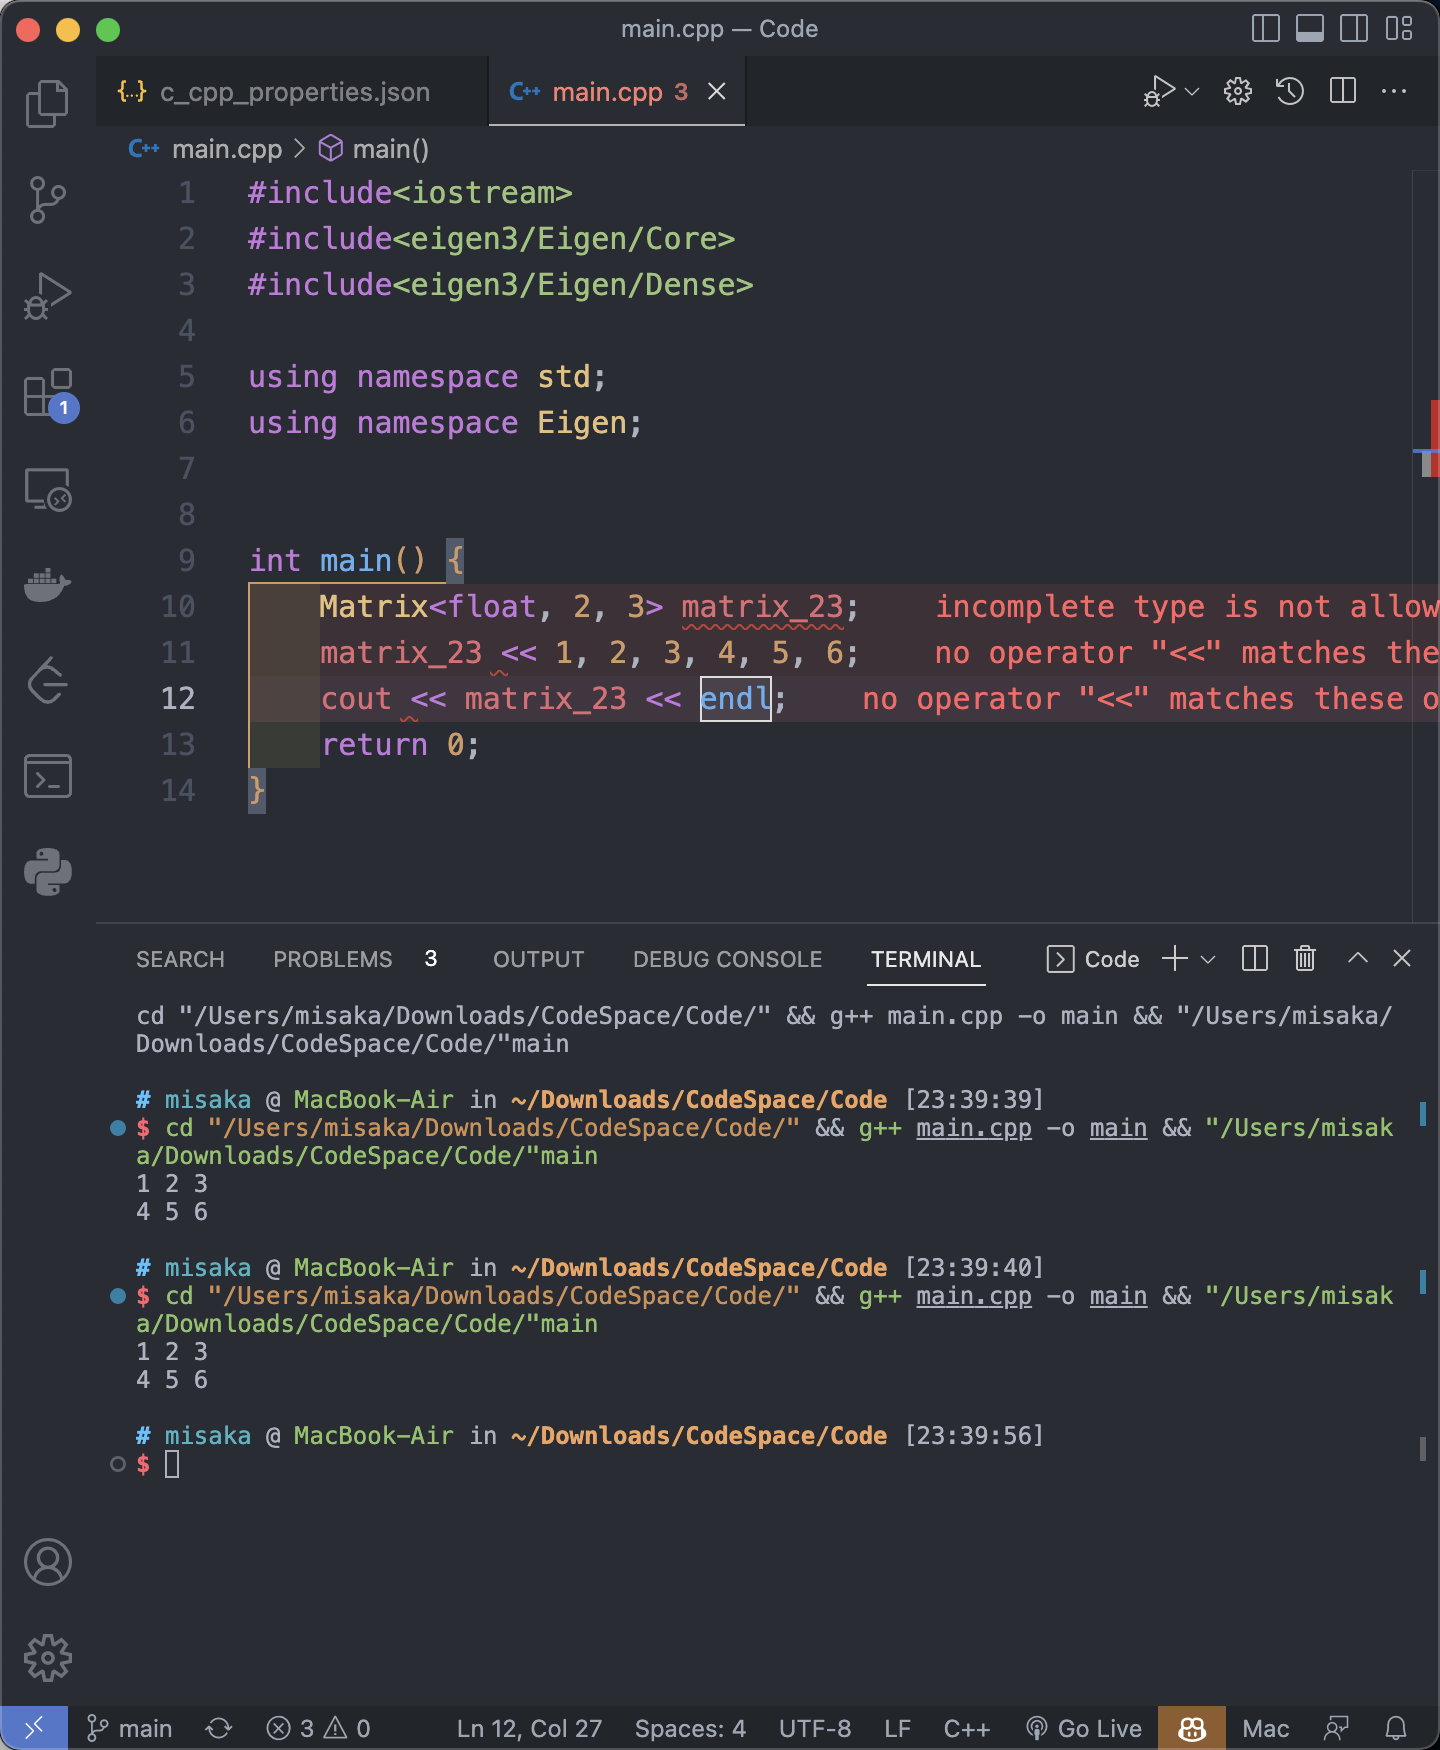 main.cpp — Code
{..} c_cpp_properties.json
C++ main.cpp 3
C++ main.cpp > main()
1 #include<iostream>
2 #include<eigen3/Eigen/Core>
3 #include<eigen3/Eigen/Dense>
4
5 using namespace std;
6 using namespace Eigen;
7
8
9 int main() {
10 Matrix<float, 2, 3> matrix_23; incomplete type is not allow
11 matrix_23 << 1, 2, 3, 4, 5, 6; no operator "<<" matches the
12 cout << matrix_23 << endl; no operator "<<" matches these o
13 return 0;
14 }
1
SEARCH PROBLEMS 3 OUTPUT DEBUG CONSOLE TERMINAL Code
cd "/Users/misaka/Downloads/CodeSpace/Code/" && g++ main.cpp -o main && "/Users/misaka/
Downloads/CodeSpace/Code/"main
# misaka @ MacBook-Air in ~/Downloads/CodeSpace/Code [23:39:39]
$ cd "/Users/misaka/Downloads/CodeSpace/Code/" && g++ main.cpp -o main && "/Users/misak
a/Downloads/CodeSpace/Code/"main
1 2 3
4 5 6
# misaka @ MacBook-Air in ~/Downloads/CodeSpace/Code [23:39:40]
$ cd "/Users/misaka/Downloads/CodeSpace/Code/" && g++ main.cpp -o main && "/Users/misak
a/Downloads/CodeSpace/Code/"main
1 2 3
4 5 6
# misaka @ MacBook-Air in ~/Downloads/CodeSpace/Code [23:39:56]
$
main 3 0 Ln 12, Col 27 Spaces: 4 UTF-8 LF C++ Go Live Mac